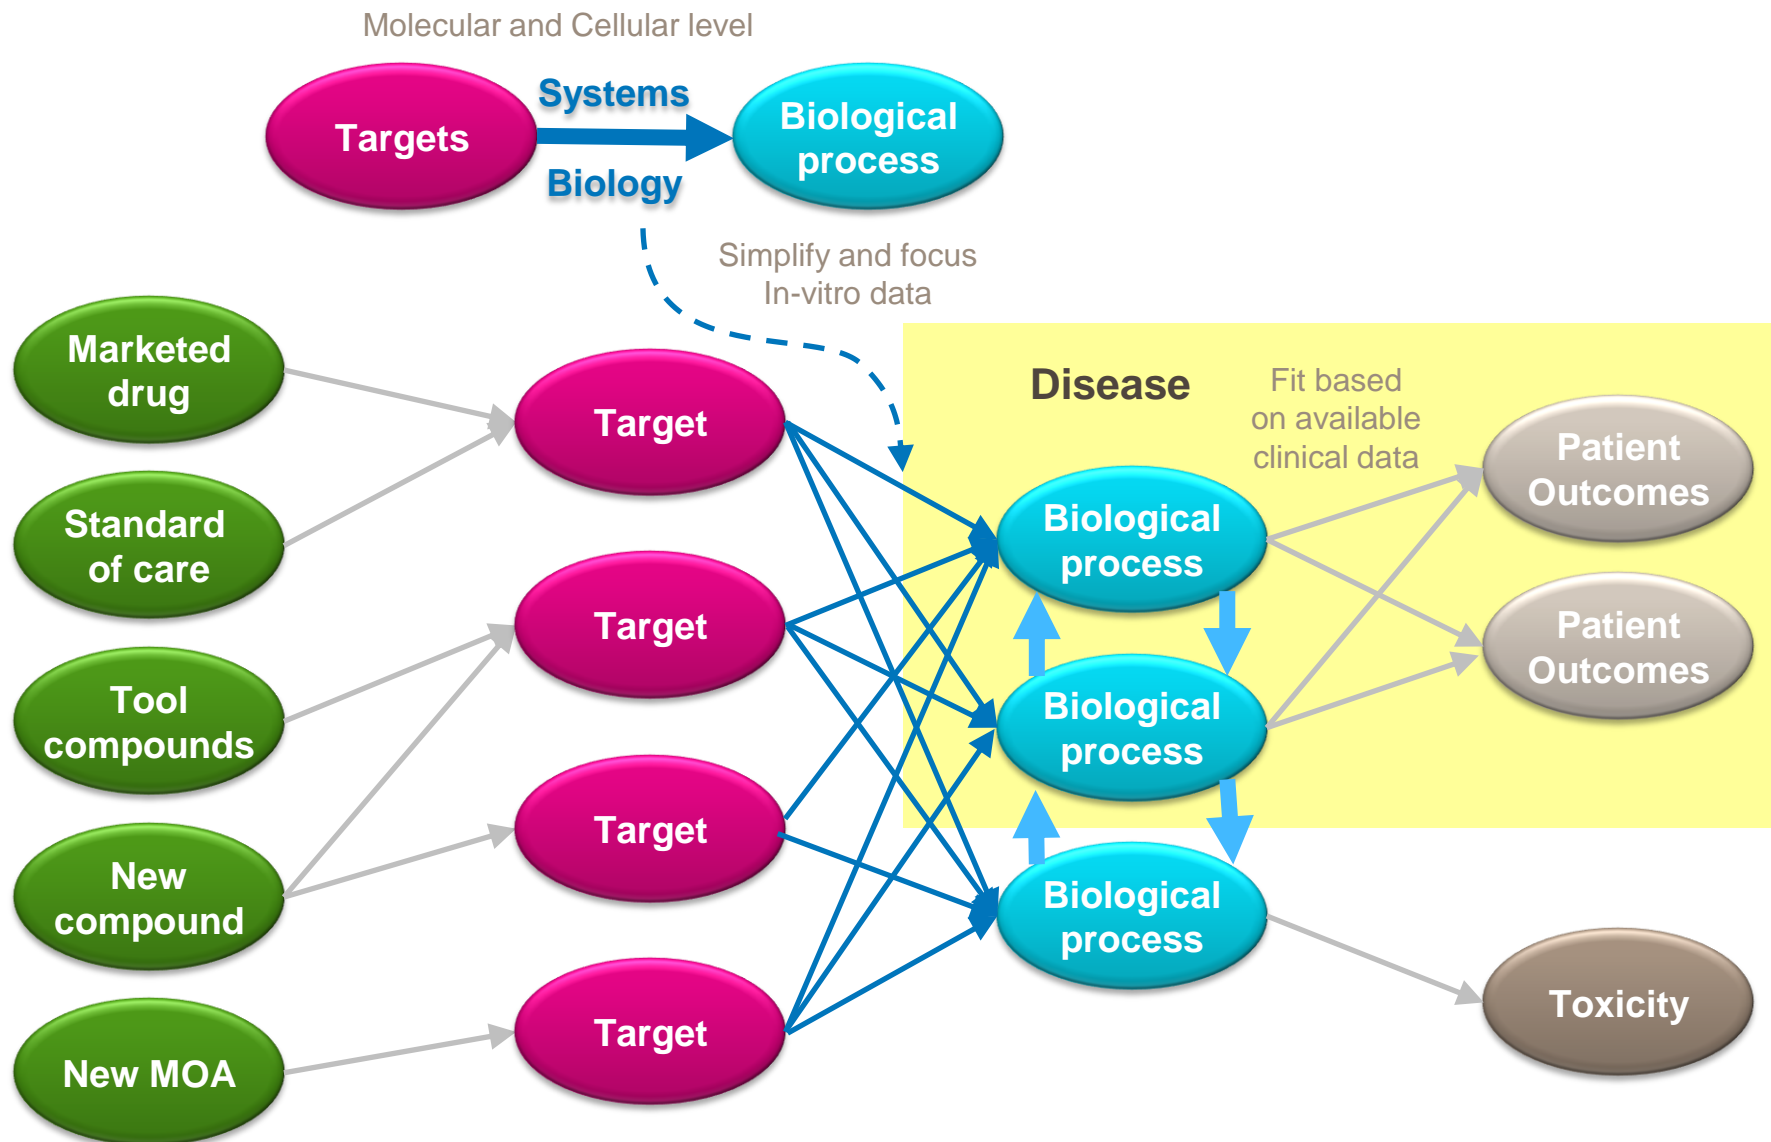 Molecular and Cellular level
Targets
Systems
Biology
Biological
process
Simplify and focus
In-vitro data
Marketed
drug
Standard
of care
Tool
compounds
New
compound
New MOA
Target
Target
Target
Target
Disease
Fit based
on available
clinical data
Biological
process
Biological
process
Biological
process
Patient
Outcomes
Patient
Outcomes
Toxicity